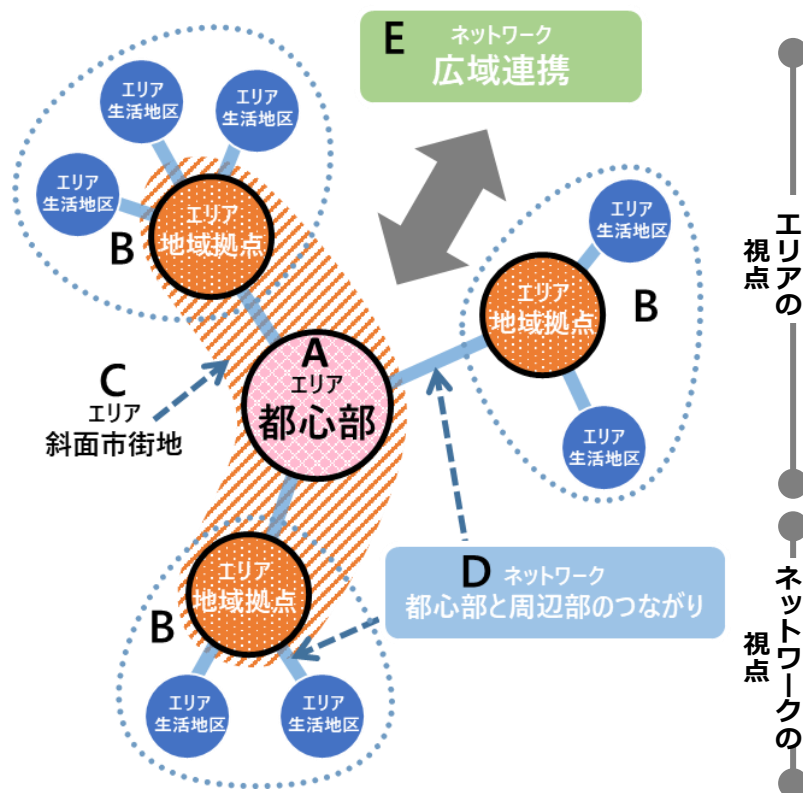 E ネットワーク
広域連携
エリア
生活地区
エリア
生活地区
エリア
生活地区
エリア
地域拠点
B
エリア
生活地区
エリア
地域拠点
B
エリア
生活地区
A
エリア
都心部
C
エリア
斜面市街地
D ネットワーク
都心部と周辺部のつながり
エリア
地域拠点
B
エリア
生活地区
エリア
生活地区
エリアの
視点
ネットワークの
視点